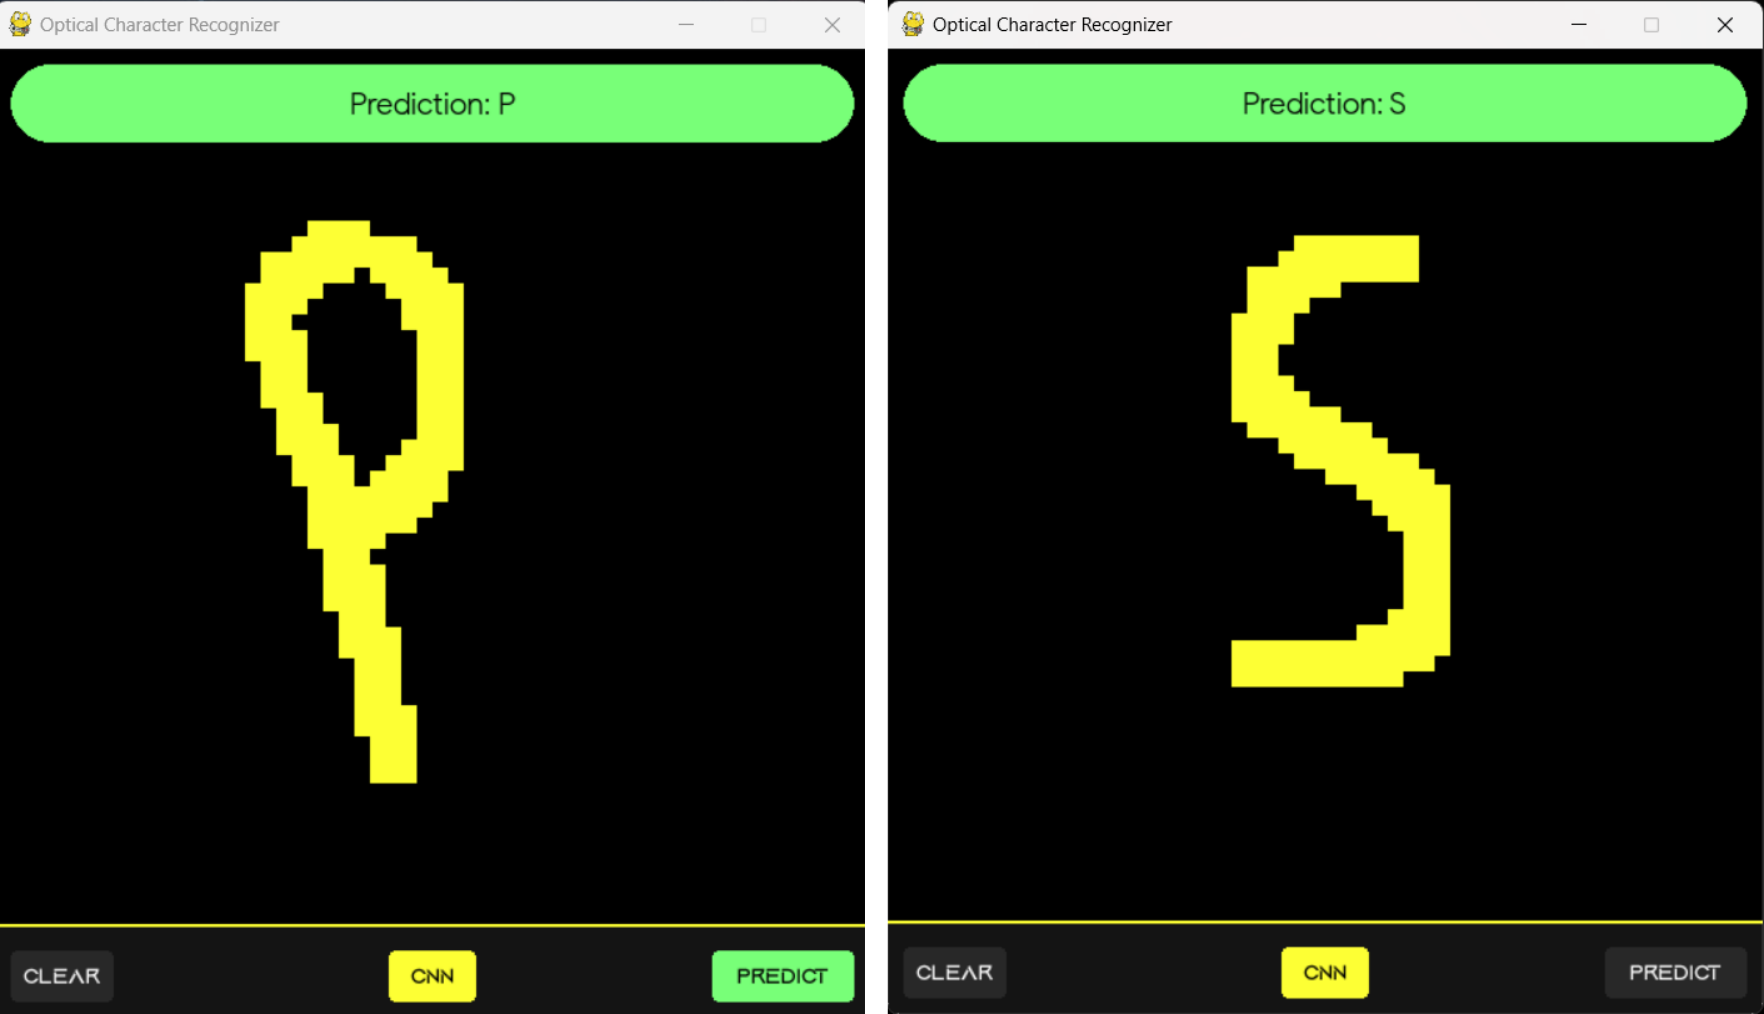 Optical Character Recognizer
Prediction: P
P
CLEAR CNN PREDICT
Optical Character Recognizer
Prediction: S
S
CLEAR CNN PREDICT